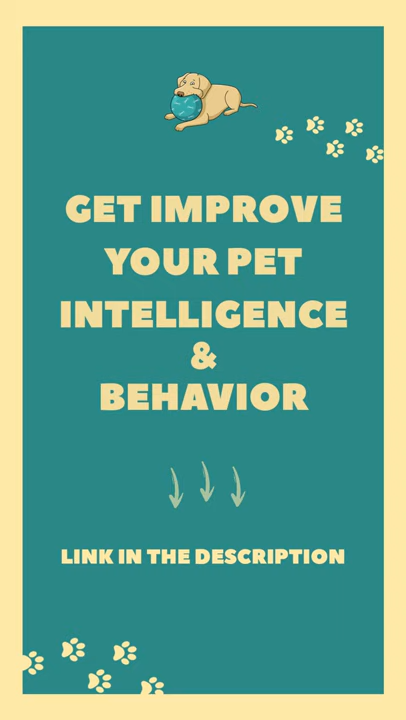 GET IMPROVE
YOUR PET
INTELLIGENCE
&
BEHAVIOR
LINK IN THE DESCRIPTION